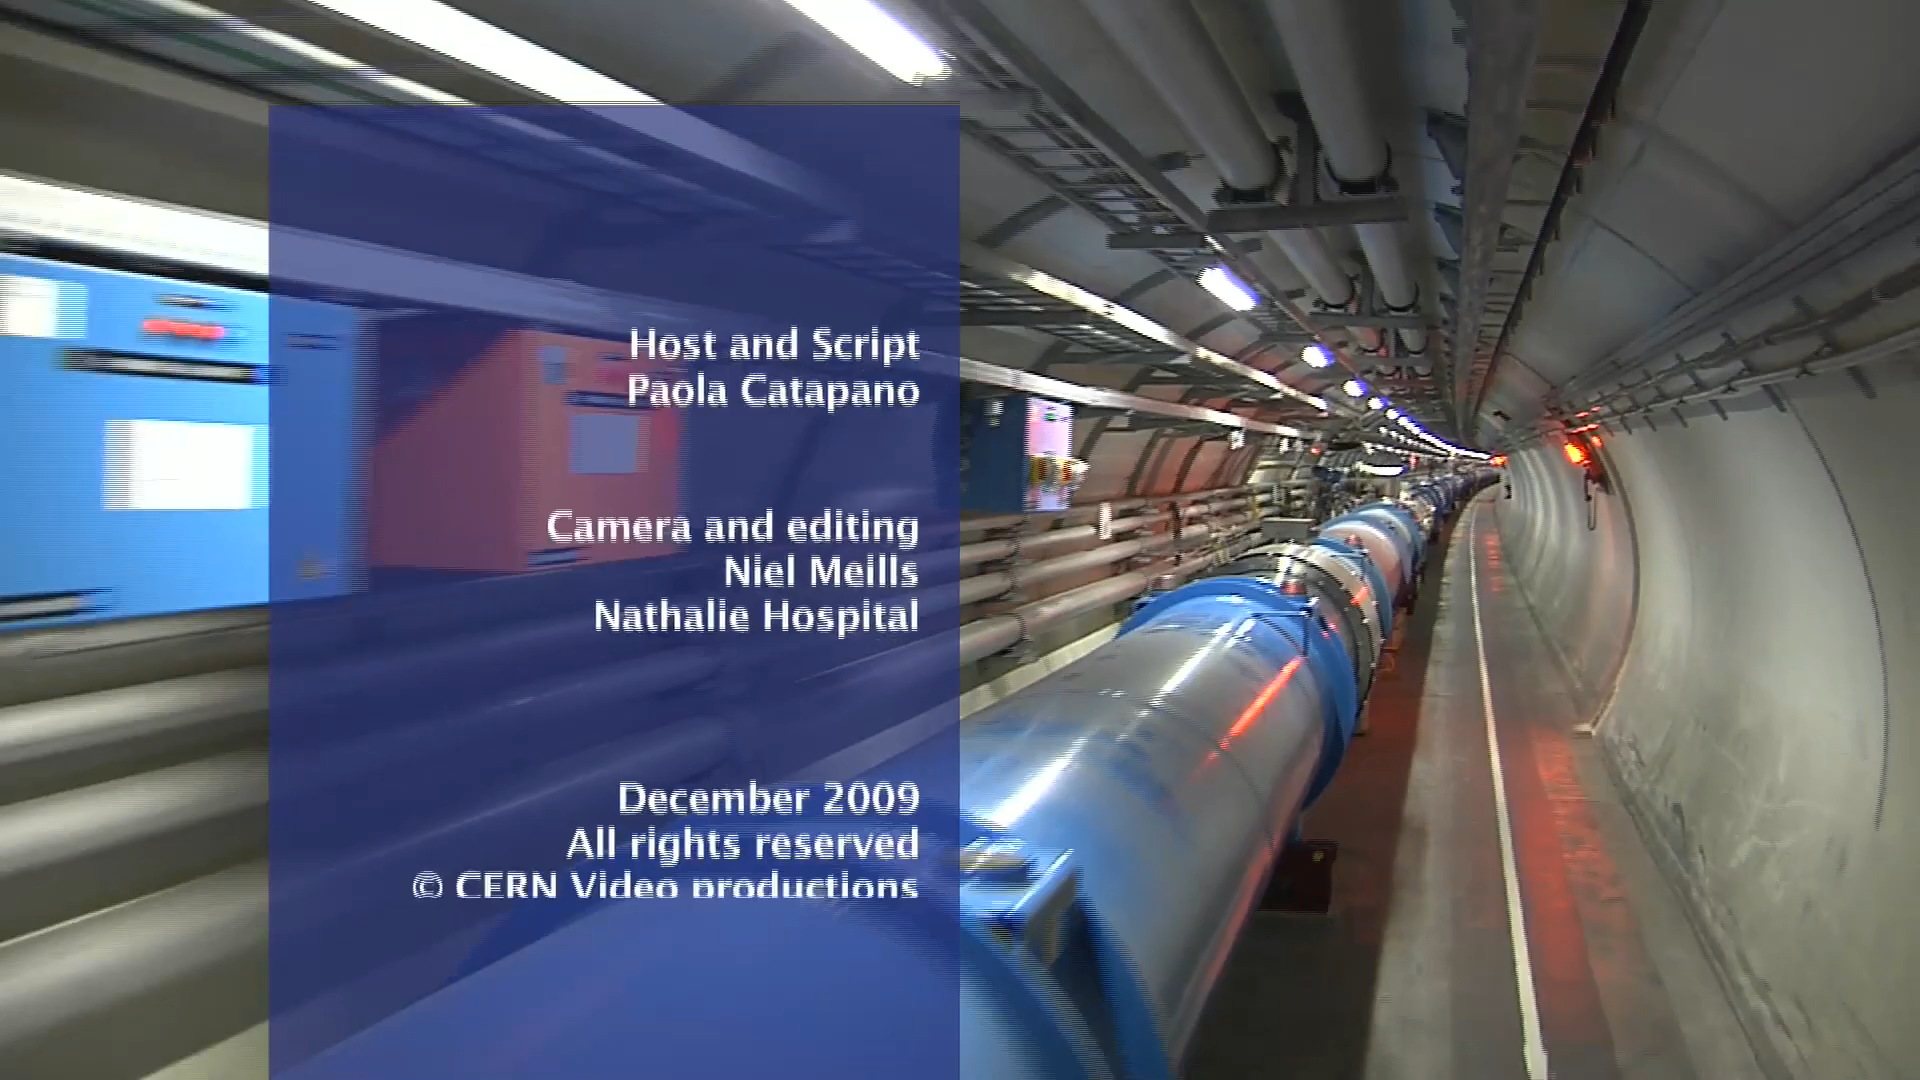 Host and Script
Paola Catapano
Camera and editing
Niel Meills
Nathalie Hospital
December 2009
All rights reserved
© CERN Video productions